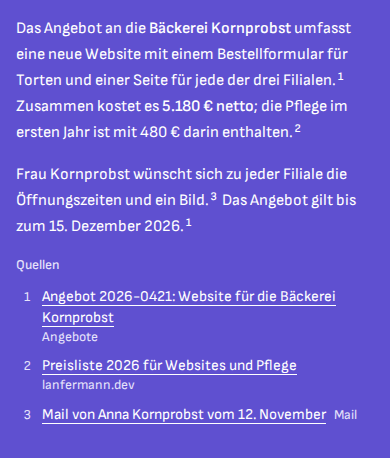 Das Angebot an die Bäckerei Kornprobst umfasst
eine neue Website mit einem Bestellformular für
Torten und einer Seite für jede der drei Filialen.¹
Zusammen kostet es 5.180 € netto; die Pflege im
ersten Jahr ist mit 480 € darin enthalten.²
Frau Kornprobst wünscht sich zu jeder Filiale die
Öffnungszeiten und ein Bild.³ Das Angebot gilt bis
zum 15. Dezember 2026.¹
Quellen
1 Angebot 2026-0421: Website für die Bäckerei
Kornprobst
Angebote
2 Preisliste 2026 für Websites und Pflege
lanfermann.dev
3 Mail von Anna Kornprobst vom 12. November Mail